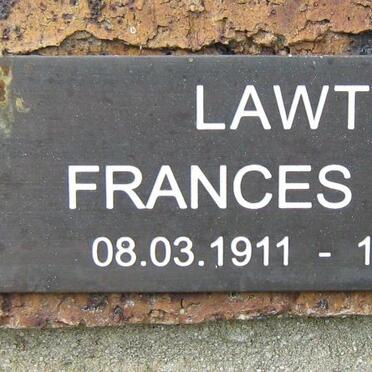 LAWT
FRANCES
08.03.1911 - 1